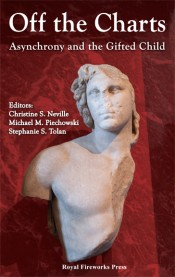 Off the Charts
Asynchrony and the Gifted Child
Editors:
Christine S. Neville
Michael M. Piechowski
Stephanie S. Tolan
Royal Fireworks Press